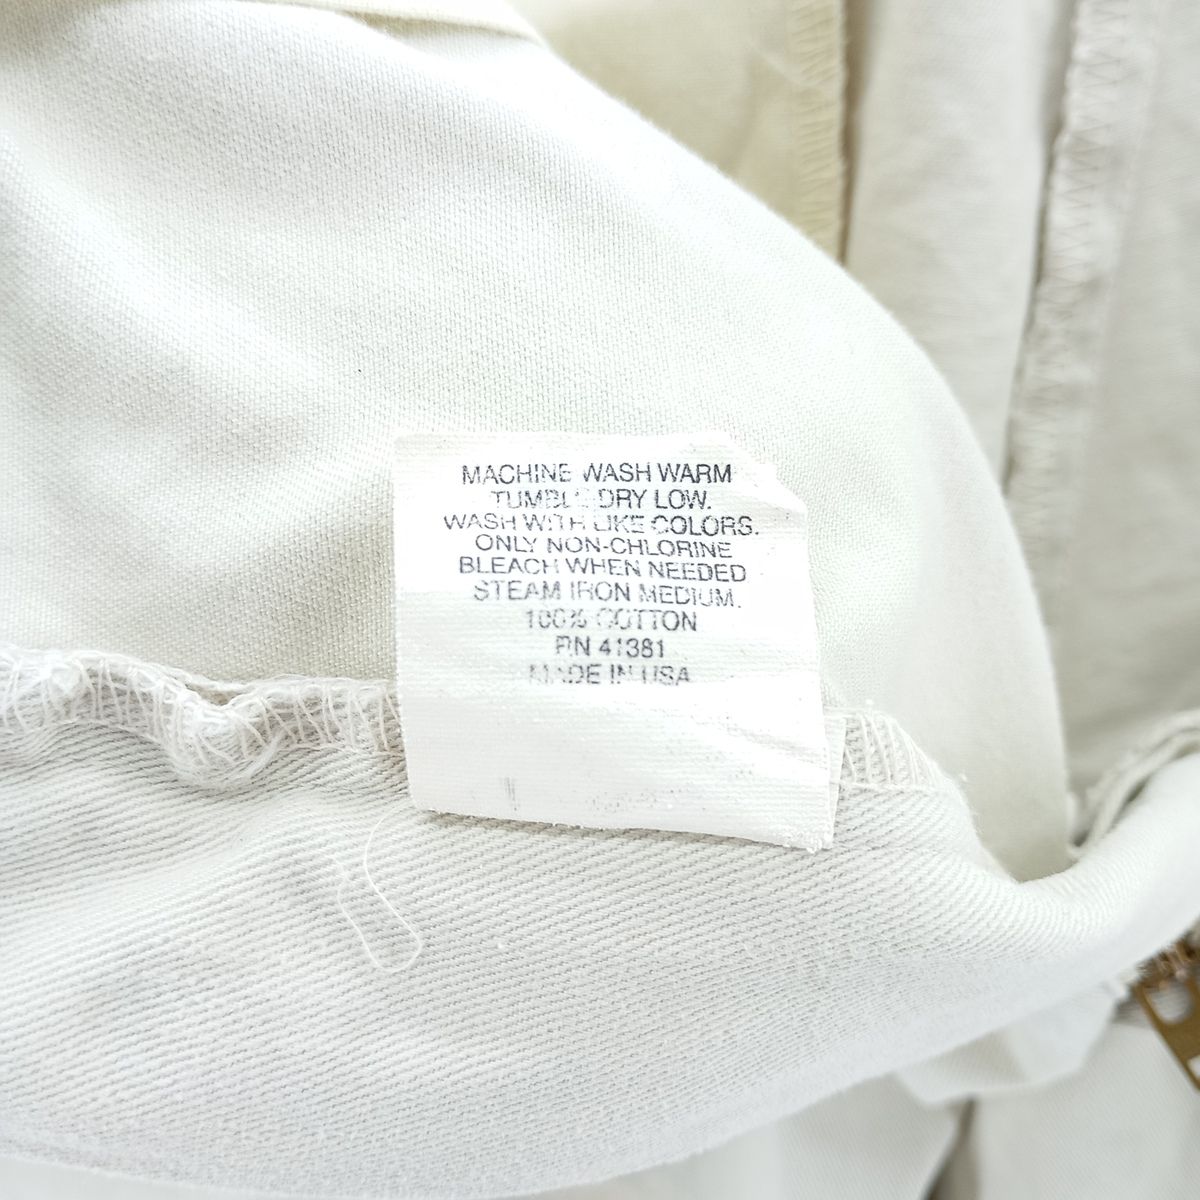 MACHINE WASH WARM
TUMBLE DRY LOW.
WASH WITH LIKE COLORS.
ONLY NON-CHLORINE
BLEACH WHEN NEEDED
STEAM IRON MEDIUM.
100% COTTON
RN 41381
MADE IN USA